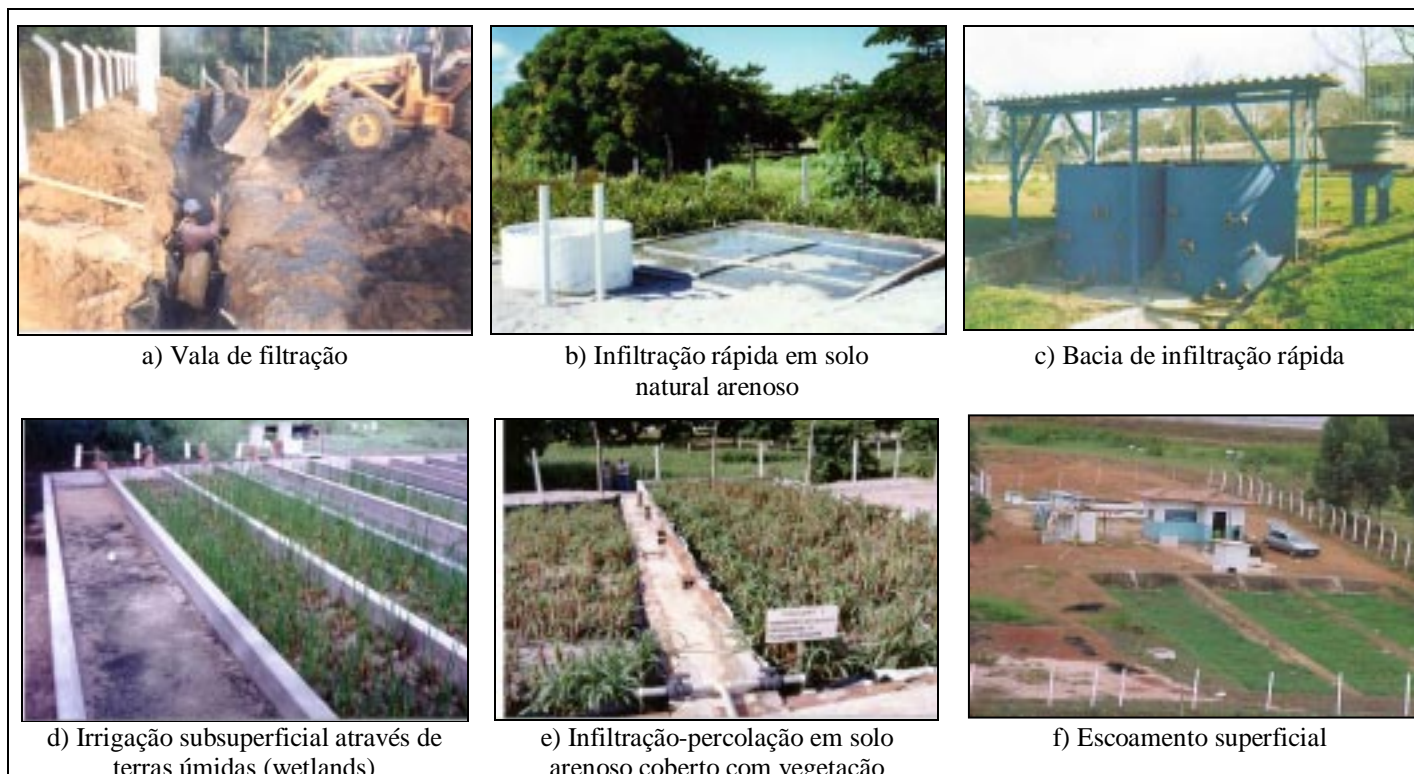 a) Vala de filtração
b) Infiltração rápida em solo
natural arenoso
c) Bacia de infiltração rápida
d) Irrigação subsuperficial através de
terras úmidas (wetlands)
e) Infiltração-percolação em solo
arenoso coberto com vegetação
f) Escoamento superficial